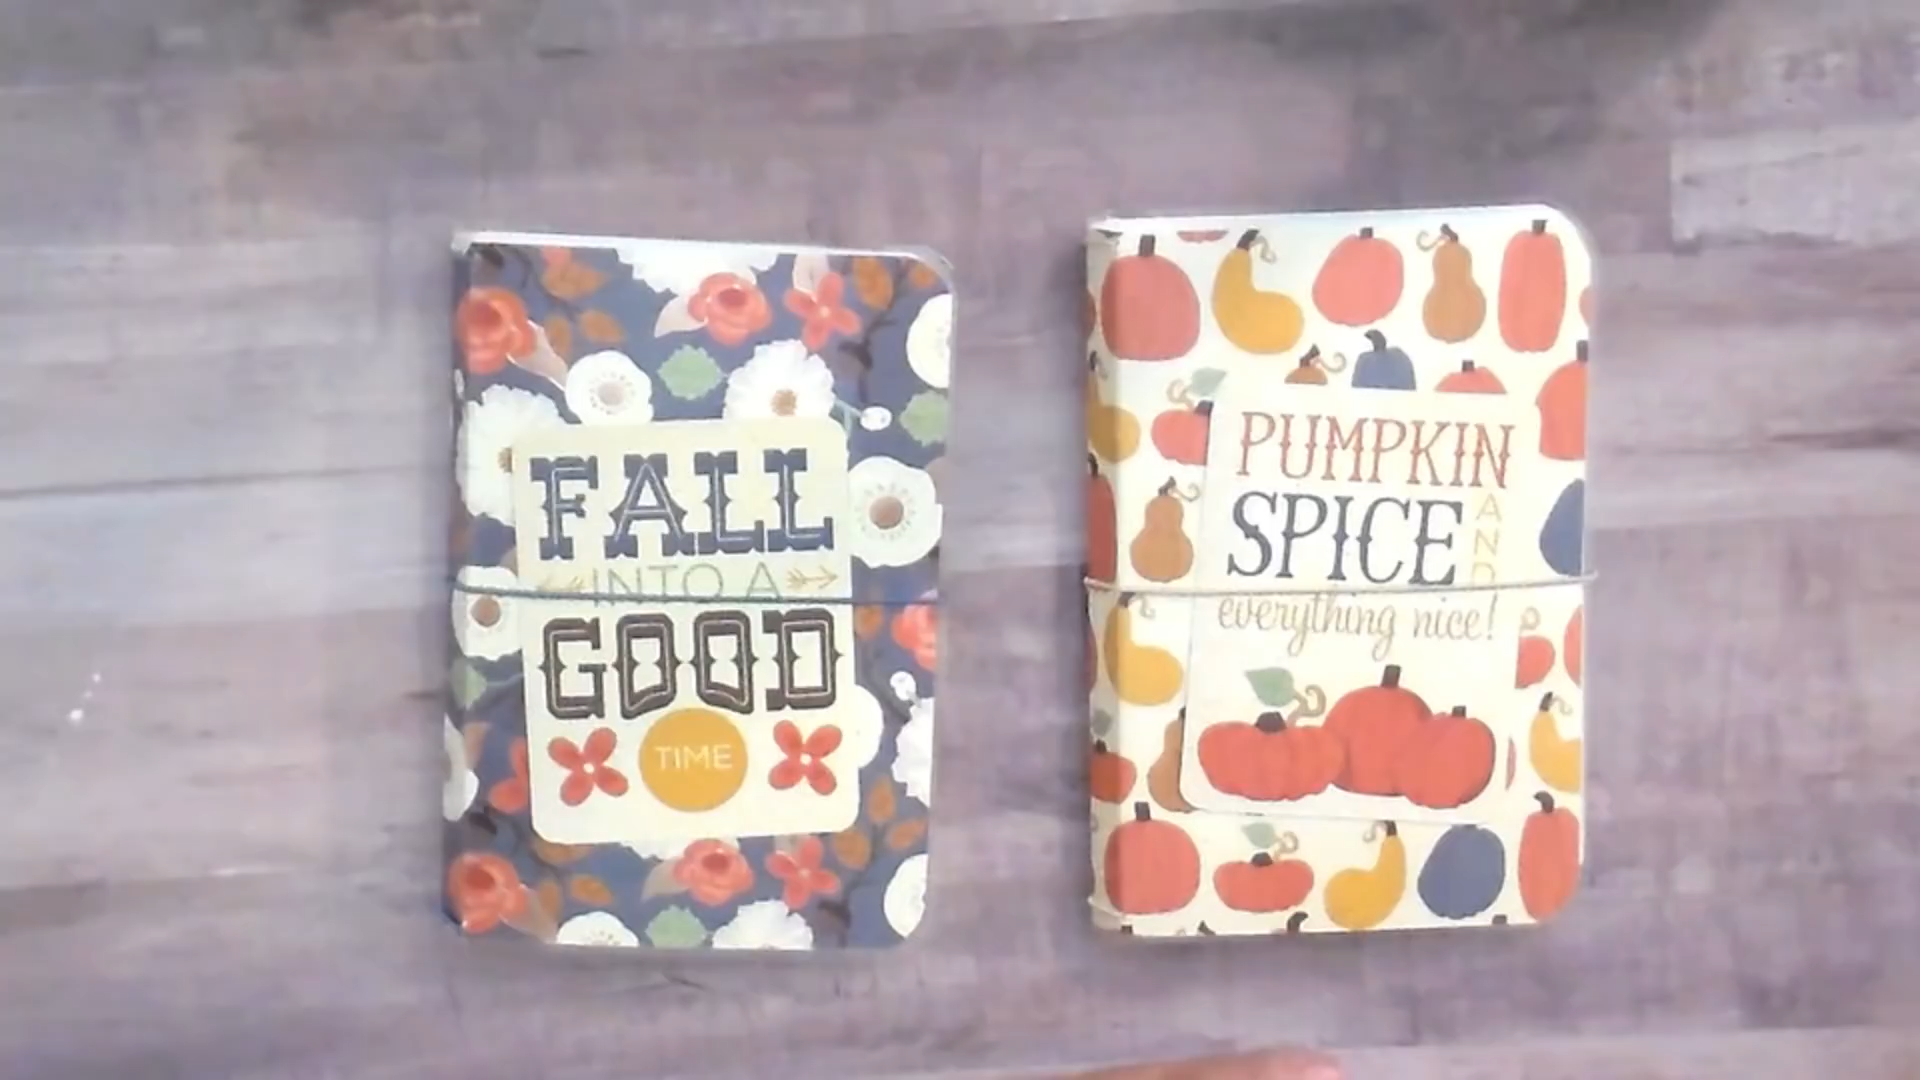 FALL
INTO A
GOOD
TIME
PUMPKIN
SPICE
AND
everything nice!